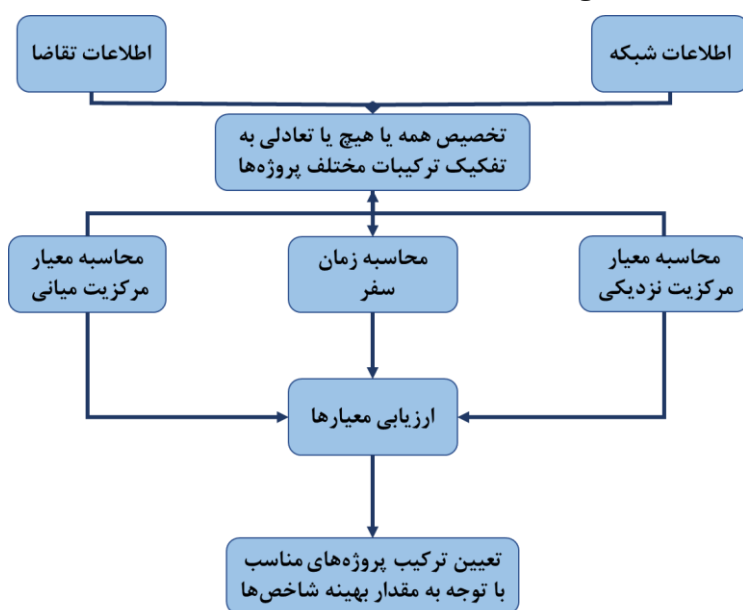 اطلاعات شبکه
اطلاعات تقاضا
تخصیص همه یا هیچ یا تعادلی به
تفکیک ترکیبات مختلف پروژه‌ها
محاسبه معیار
مرکزیت نزدیکی
محاسبه زمان
سفر
محاسبه معیار
مرکزیت میانی
ارزیابی معیارها
تعیین ترکیب پروژه‌های مناسب
با توجه به مقدار بهینه شاخص‌ها